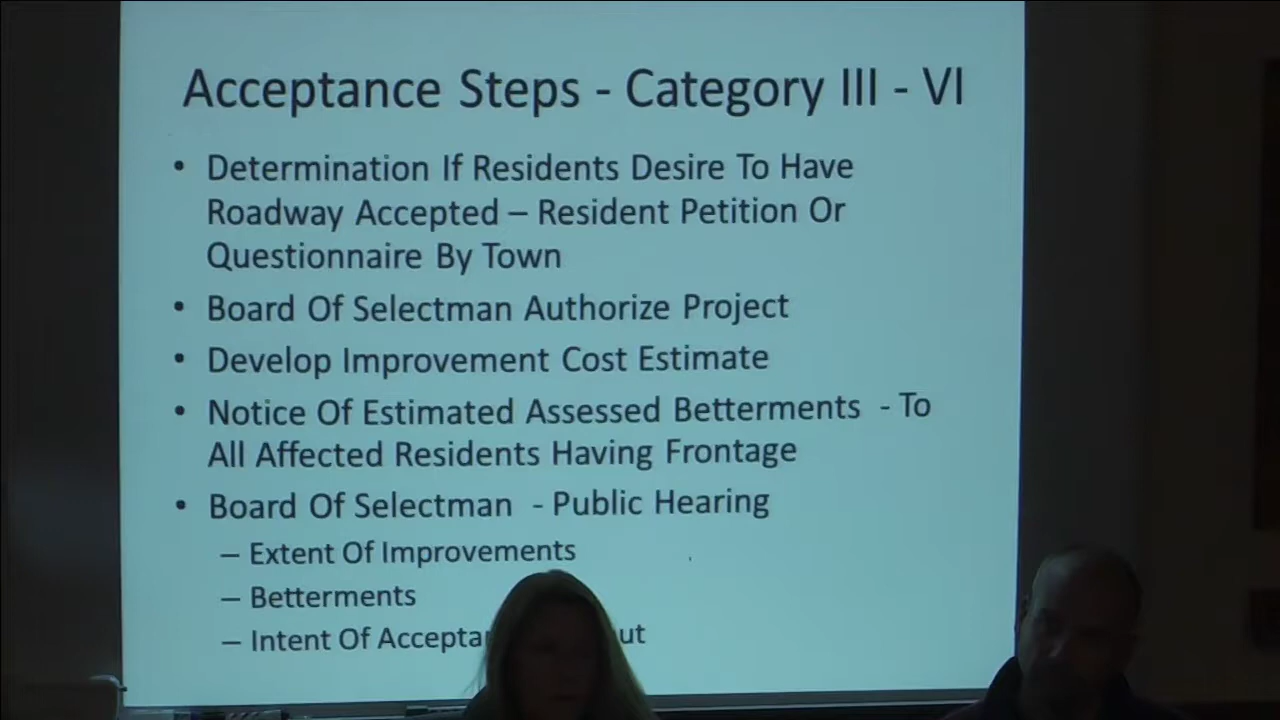 Acceptance Steps - Category III - VI
• Determination If Residents Desire To Have
Roadway Accepted – Resident Petition Or
Questionnaire By Town
• Board Of Selectman Authorize Project
• Develop Improvement Cost Estimate
• Notice Of Estimated Assessed Betterments - To
All Affected Residents Having Frontage
• Board Of Selectman - Public Hearing
– Extent Of Improvements
– Betterments
– Intent Of